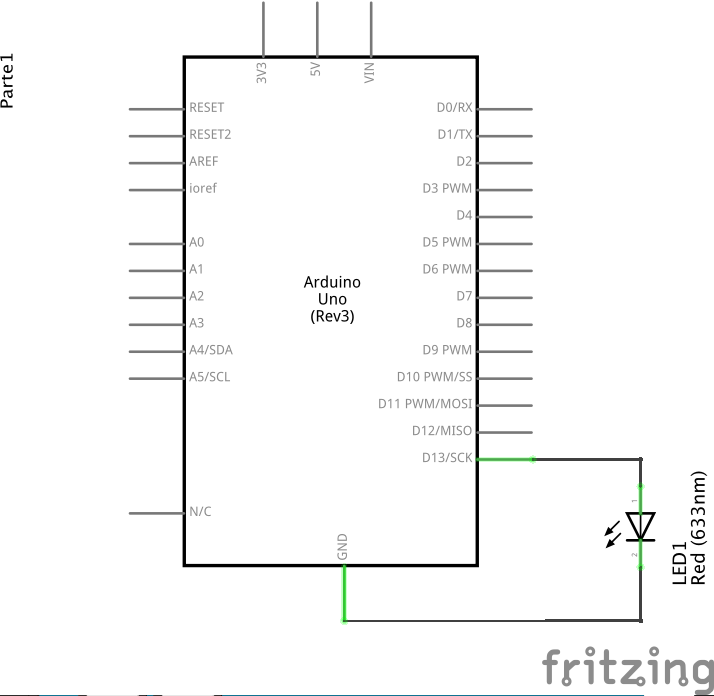 Parte1
3V3
5V
VIN
RESET
RESET2
AREF
ioref
A0
A1
A2
A3
A4/SDA
A5/SCL
N/C
Arduino
Uno
(Rev3)
D0/RX
D1/TX
D2
D3 PWM
D4
D5 PWM
D6 PWM
D7
D8
D9 PWM
D10 PWM/SS
D11 PWM/MOSI
D12/MISO
D13/SCK
GND
1
2
LED1
Red (633nm)
fritzing